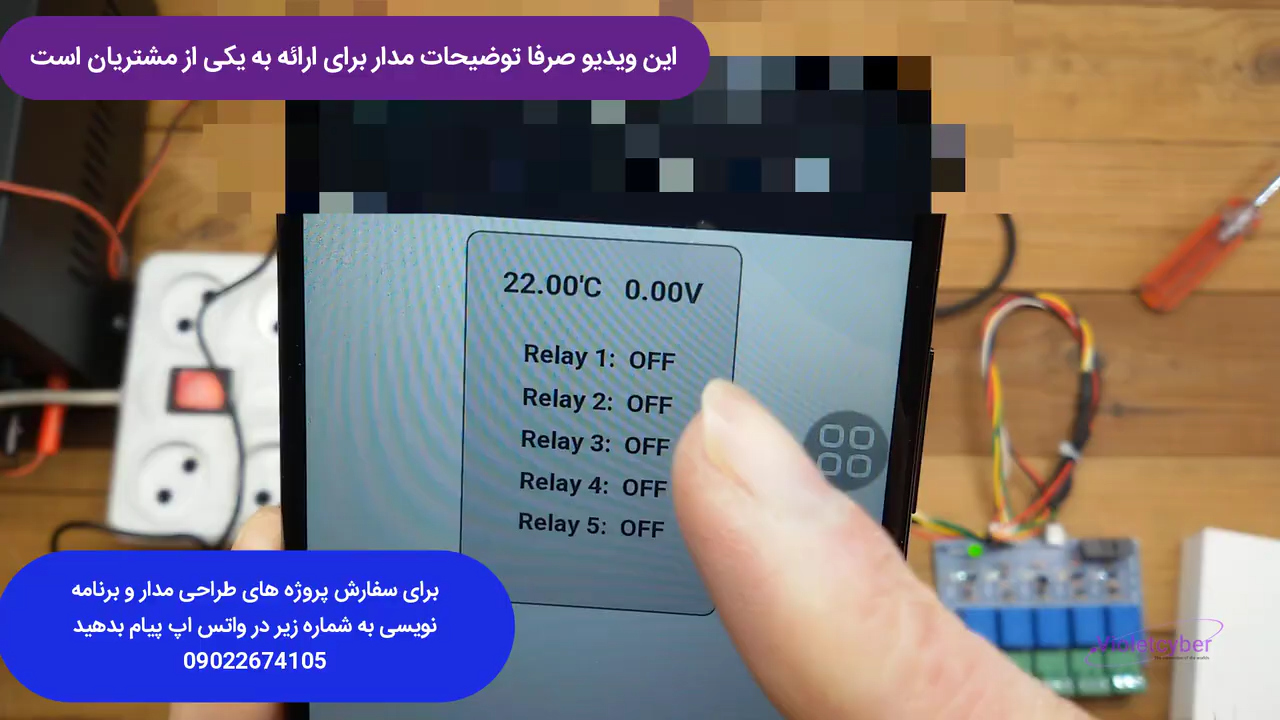 این ویدیو صرفا توضیحات مدار برای ارائه به یکی از مشتریان است
22.00'C 0.00V
Relay 1: OFF
Relay 2: OFF
Relay 3: OFF
Relay 4: OFF
Relay 5: OFF
برای سفارش پروژه های طراحی مدار و برنامه
نویسی به شماره زیر در واتس اپ پیام بدهید
09022674105
Violetcyber